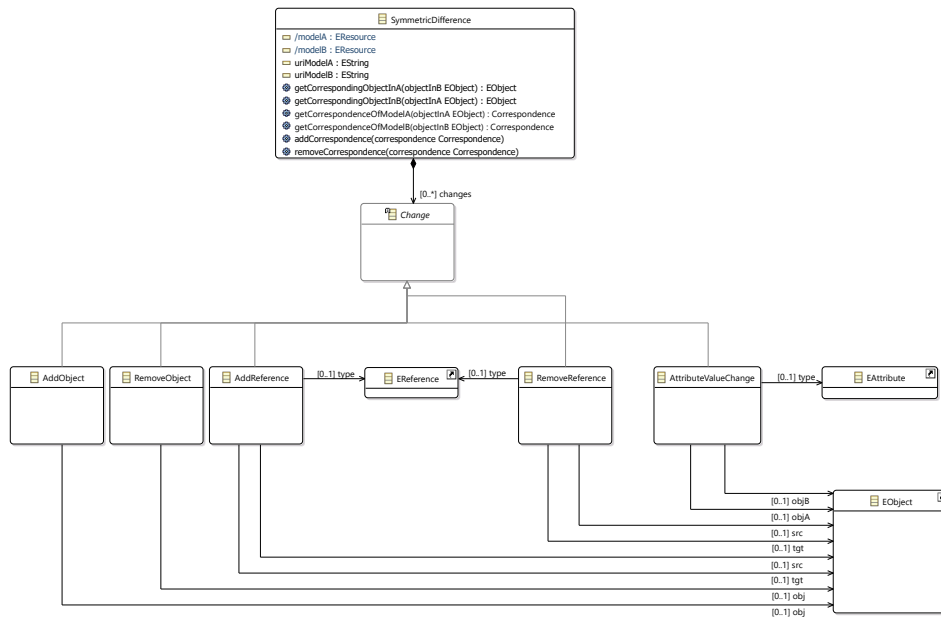 SymmetricDifference
/modelA : EResource
/modelB : EResource
uriModelA : EString
uriModelB : EString
getCorrespondingObjectInA(objectInB EObject) : EObject
getCorrespondingObjectInB(objectInA EObject) : EObject
getCorrespondenceOfModelA(objectInA EObject) : Correspondence
getCorrespondenceOfModelB(objectInB EObject) : Correspondence
addCorrespondence(correspondence Correspondence)
removeCorrespondence(correspondence Correspondence)
[0..*] changes
Change
AddObject
RemoveObject
AddReference
[0..1] type
EReference
[0..1] type
RemoveReference
AttributeValueChange
[0..1] type
EAttribute
[0..1] objB
EObject
[0..1] objA
[0..1] src
[0..1] tgt
[0..1] src
[0..1] tgt
[0..1] obj
[0..1] obj